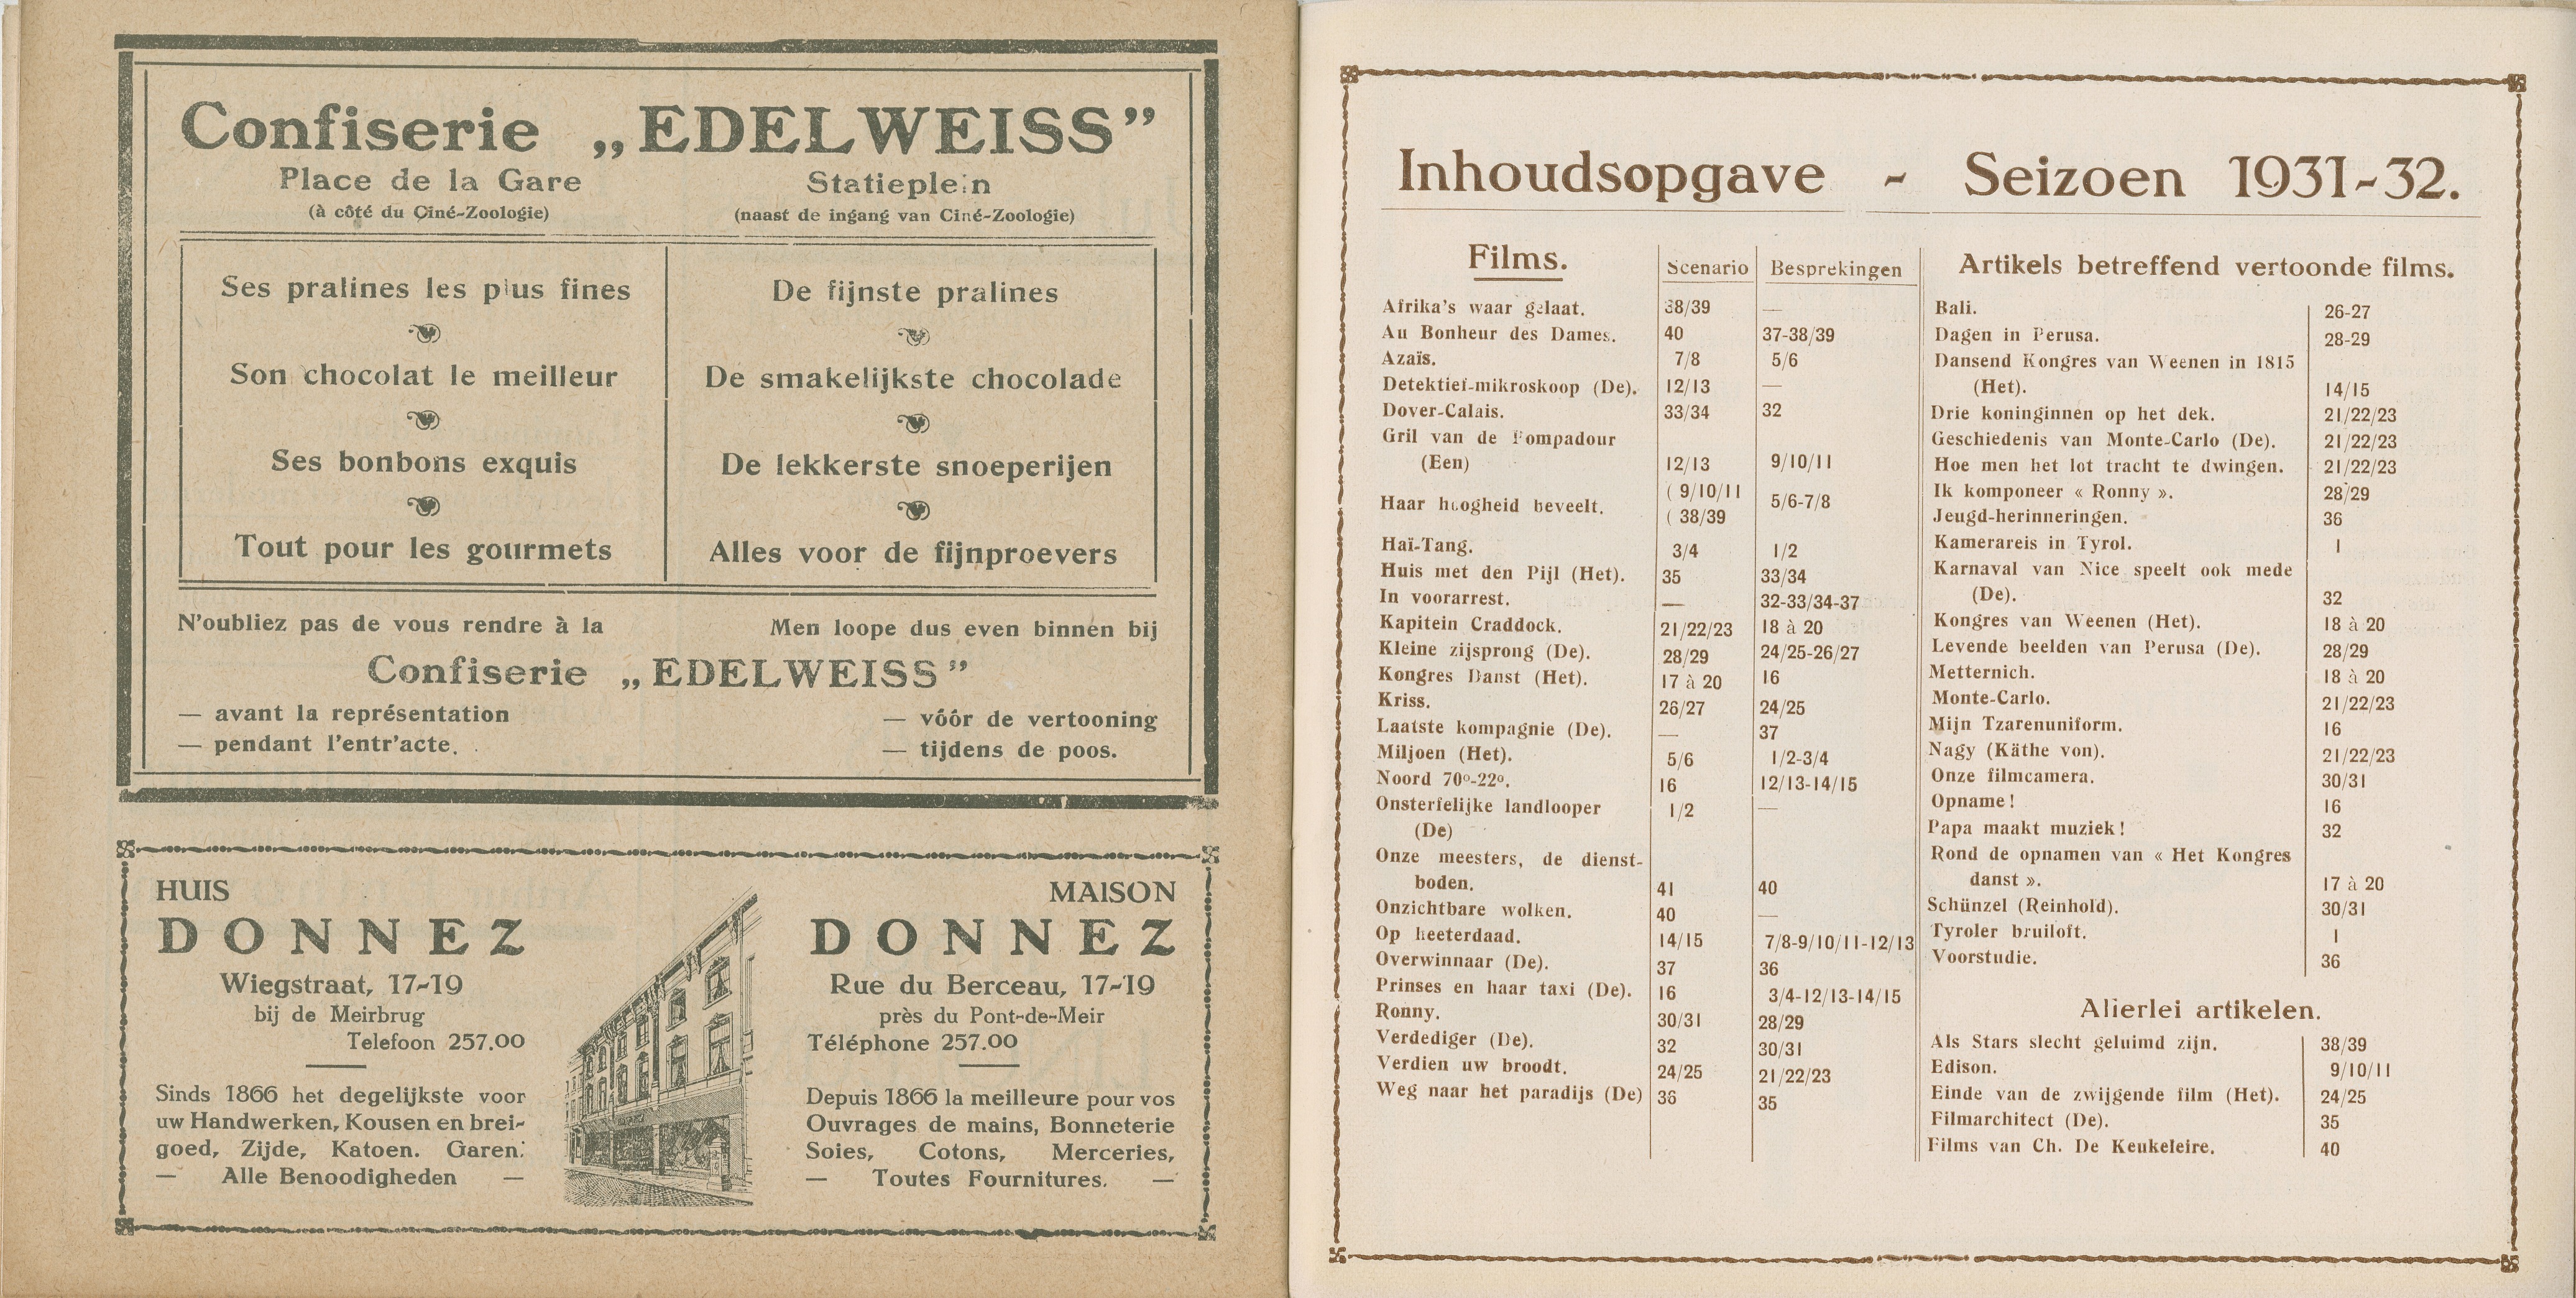 Confiserie „EDELWEISS”
Place de la Gare
(à côté du Ciné-Zoologie)
Statieplein
(naast de ingang van Ciné-Zoologie)
Ses pralines les plus fines
Son chocolat le meilleur
Ses bonbons exquis
Tout pour les gourmets
De fijnste pralines
De smakelijkste chocolade
De lekkerste snoeperijen
Alles voor de fijnproevers
N'oubliez pas de vous rendre à la
Men loope dus even binnen bij
Confiserie „EDELWEISS”
— avant la représentation
— pendant l'entr'acte.
— vóór de vertooning
— tijdens de poos.
HUIS
DONNEZ
Wiegstraat, 17-19
bij de Meirbrug
Telefoon 257.00
Sinds 1866 het degelijkste voor
uw Handwerken, Kousen en brei-
goed, Zijde, Katoen. Garen.
— Alle Benoodigheden —
MAISON
DONNEZ
Rue du Berceau, 17-19
près du Pont-de-Meir
Téléphone 257.00
Depuis 1866 la meilleure pour vos
Ouvrages de mains, Bonneterie
Soies, Cotons, Merceries,
— Toutes Fournitures. —
Inhoudsopgave - Seizoen 1931-32.
Films. Scenario Besprekingen
Afrika's waar gelaat. 38/39 —
Au Bonheur des Dames. 40 37-38/39
Azaïs. 7/8 5/6
Detektief-mikroskoop (De). 12/13 —
Dover-Calais. 33/34 32
Gril van de Pompadour
(Een) 12/13 9/10/11
Haar hoogheid beveelt. ( 9/10/11 5/6-7/8
( 38/39
Haï-Tang. 3/4 1/2
Huis met den Pijl (Het). 35 33/34
In voorarrest. — 32-33/34-37
Kapitein Craddock. 21/22/23 18 à 20
Kleine zijsprong (De). 28/29 24/25-26/27
Kongres Danst (Het). 17 à 20 16
Kriss. 26/27 24/25
Laatste kompagnie (De). — 37
Miljoen (Het). 5/6 1/2-3/4
Noord 70º-22º. 16 12/13-14/15
Onsterfelijke landlooper 1/2 —
(De)
Onze meesters, de dienst-
boden. 41 40
Onzichtbare wolken. 40 —
Op heeterdaad. 14/15 7/8-9/10/11-12/13
Overwinnaar (De). 37 36
Prinses en haar taxi (De). 16 3/4-12/13-14/15
Ronny. 30/31 28/29
Verdediger (De). 32 30/31
Verdien uw broodt. 24/25 21/22/23
Weg naar het paradijs (De) 36 35
Artikels betreffend vertoonde films.
Bali. 26-27
Dagen in Perusa. 28-29
Dansend Kongres van Weenen in 1815
(Het). 14/15
Drie koninginnen op het dek. 21/22/23
Geschiedenis van Monte-Carlo (De). 21/22/23
Hoe men het lot tracht te dwingen. 21/22/23
Ik komponeer « Ronny ». 28/29
Jeugd-herinneringen. 36
Kamerareis in Tyrol. 1
Karnaval van Nice speelt ook mede
(De). 32
Kongres van Weenen (Het). 18 à 20
Levende beelden van Perusa (De). 28/29
Metternich. 18 à 20
Monte-Carlo. 21/22/23
Mijn Tzarenuniform. 16
Nagy (Käthe von). 21/22/23
Onze filmcamera. 30/31
Opname ! 16
Papa maakt muziek ! 32
Rond de opnamen van « Het Kongres
danst ». 17 à 20
Schünzel (Reinhold). 30/31
Tyroler bruiloft. 1
Voorstudie. 36
Allerlei artikelen.
Als Stars slecht geluimd zijn. 38/39
Edison. 9/10/11
Einde van de zwijgende film (Het). 24/25
Filmarchitect (De). 35
Films van Ch. De Keukeleire. 40